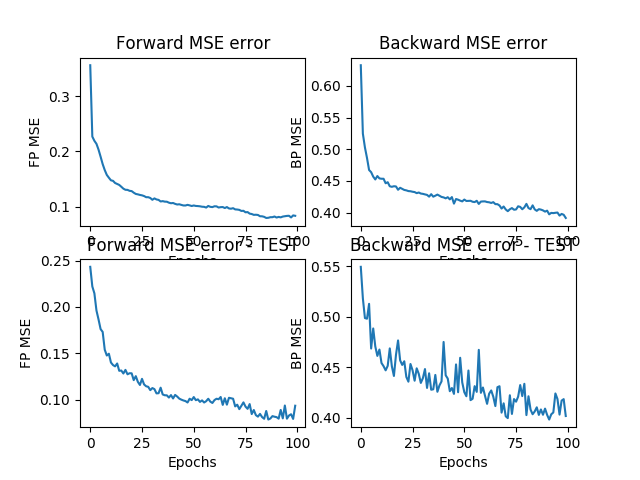 Forward MSE error
FP MSE
0.3
0.2
0.1
0 25 50 75 100
Epochs
Backward MSE error
BP MSE
0.60
0.55
0.50
0.45
0.40
0 25 50 75 100
Epochs
Forward MSE error - TEST
FP MSE
0.25
0.20
0.15
0.10
0 25 50 75 100
Epochs
Backward MSE error - TEST
BP MSE
0.55
0.50
0.45
0.40
0 25 50 75 100
Epochs